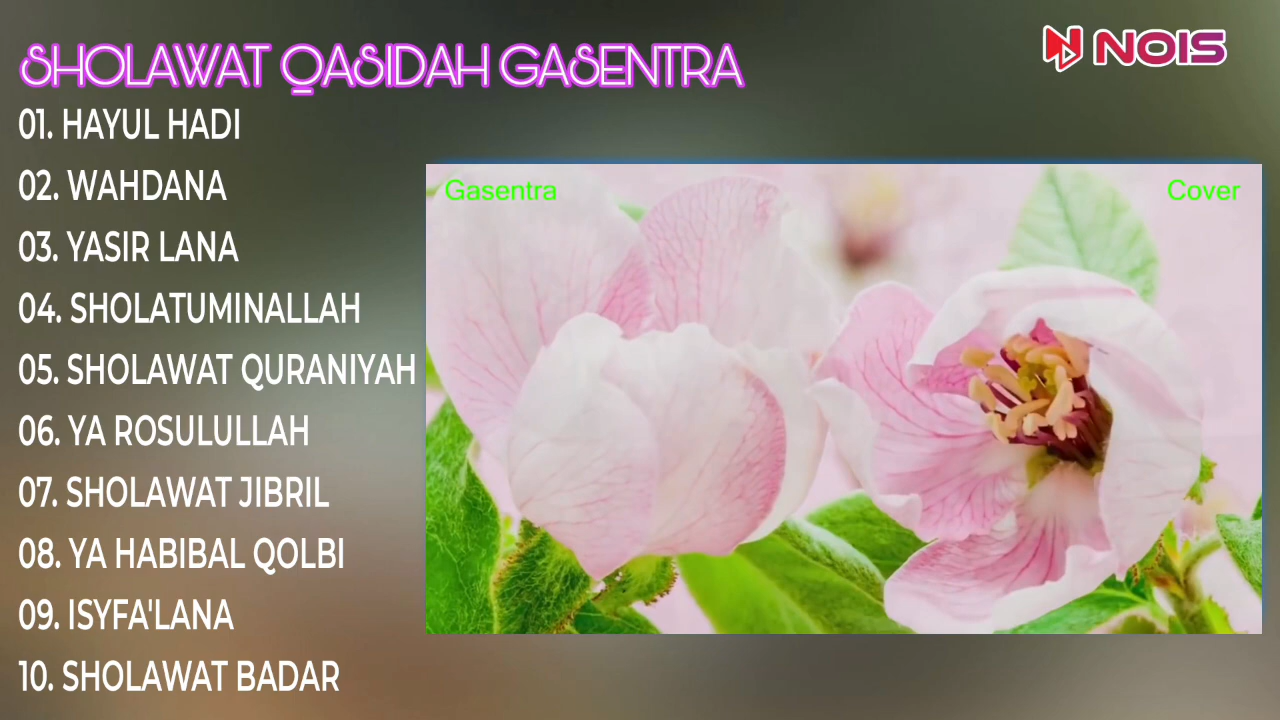 SHOLAWAT QASIDAH GASENTRA
NOIS
01. HAYUL HADI
02. WAHDANA
03. YASIR LANA
04. SHOLATUMINALLAH
05. SHOLAWAT QURANIYAH
06. YA ROSULULLAH
07. SHOLAWAT JIBRIL
08. YA HABIBAL QOLBI
09. ISYFA'LANA
10. SHOLAWAT BADAR
Gasentra
Cover